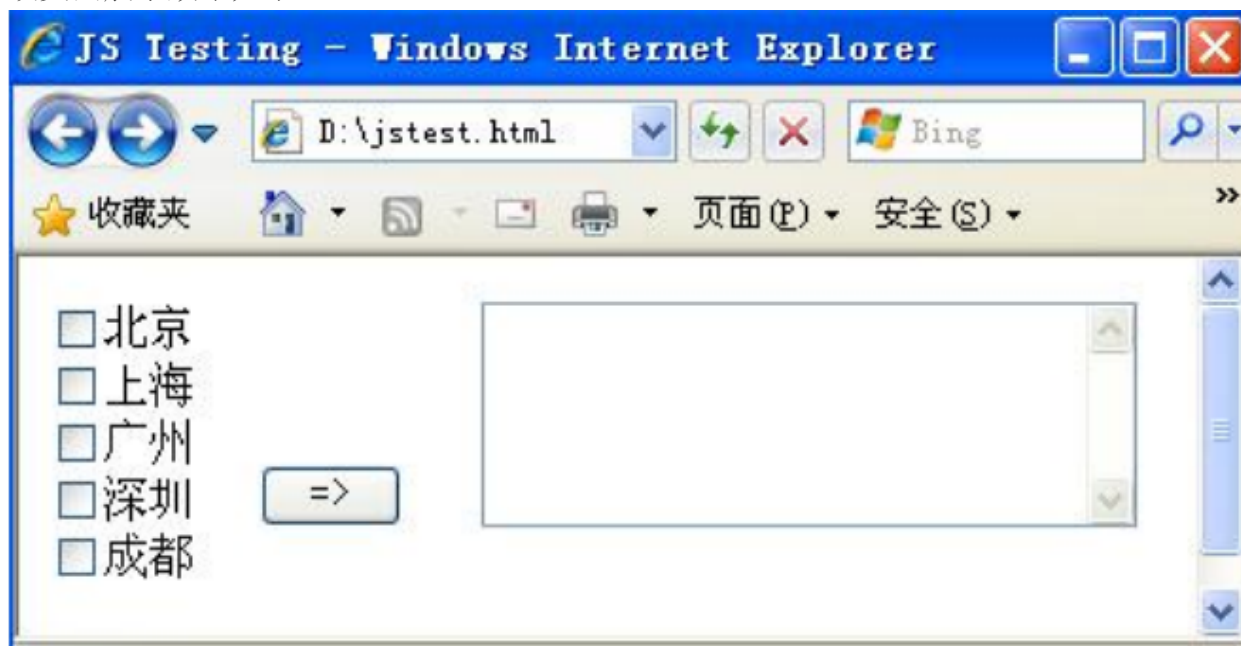 JS Testing - Windows Internet Explorer
D:\jstest.html
Bing
收藏夹
页面(P)
安全(S)
»
北京
上海
广州
深圳
=>
成都